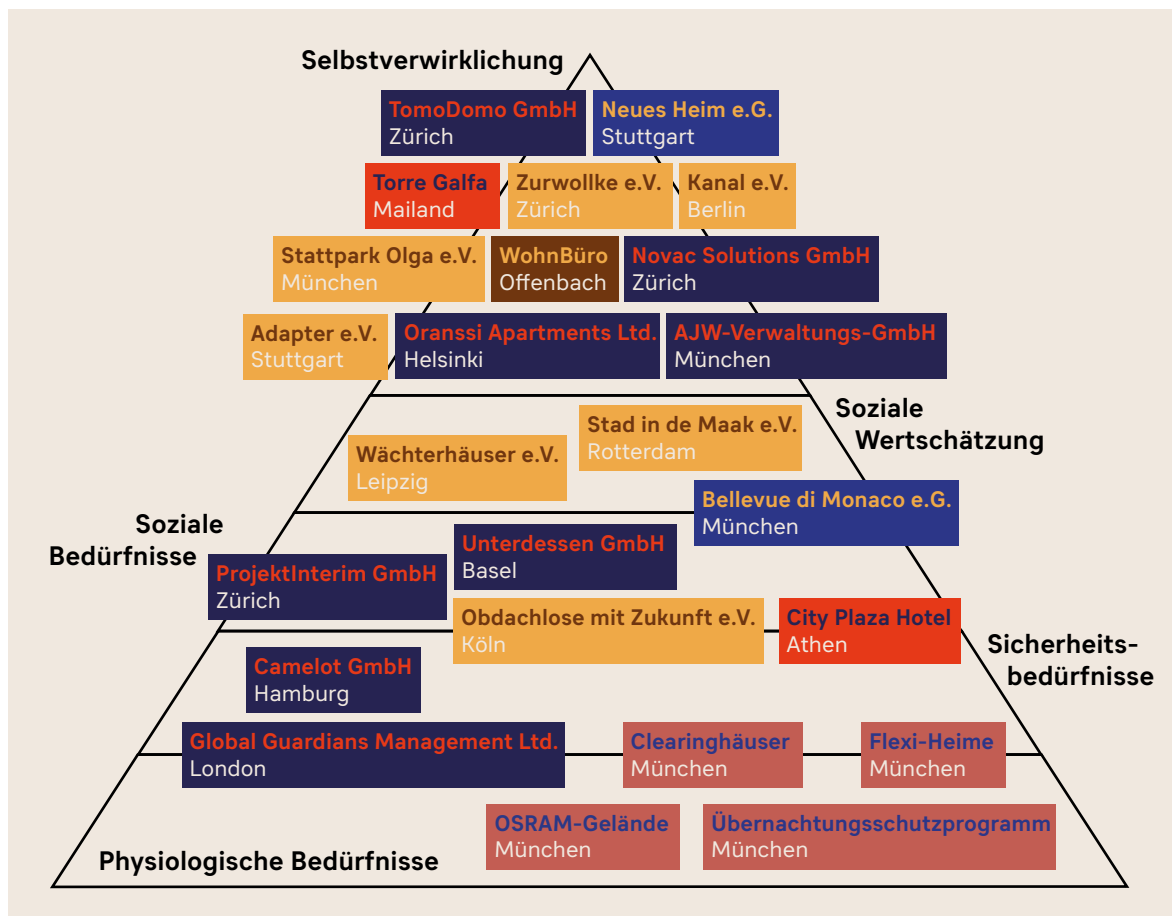 Selbstverwirklichung
TomoDomo GmbH
Zürich
Neues Heim e.G.
Stuttgart
Torre Galfa
Mailand
Zurwollke e.V.
Zürich
Kanal e.V.
Berlin
Stattpark Olga e.V.
München
WohnBüro
Offenbach
Novac Solutions GmbH
Zürich
Adapter e.V.
Stuttgart
Oranssi Apartments Ltd.
Helsinki
AJW-Verwaltungs-GmbH
München
Soziale
Wertschätzung
Stad in de Maak e.V.
Rotterdam
Wächterhäuser e.V.
Leipzig
Bellevue di Monaco e.G.
München
Soziale
Bedürfnisse
Unterdessen GmbH
Basel
ProjektInterim GmbH
Zürich
Obdachlose mit Zukunft e.V.
Köln
City Plaza Hotel
Athen
Sicherheits-
bedürfnisse
Camelot GmbH
Hamburg
Global Guardians Management Ltd.
London
Clearinghäuser
München
Flexi-Heime
München
OSRAM-Gelände
München
Übernachtungsschutzprogramm
München
Physiologische Bedürfnisse